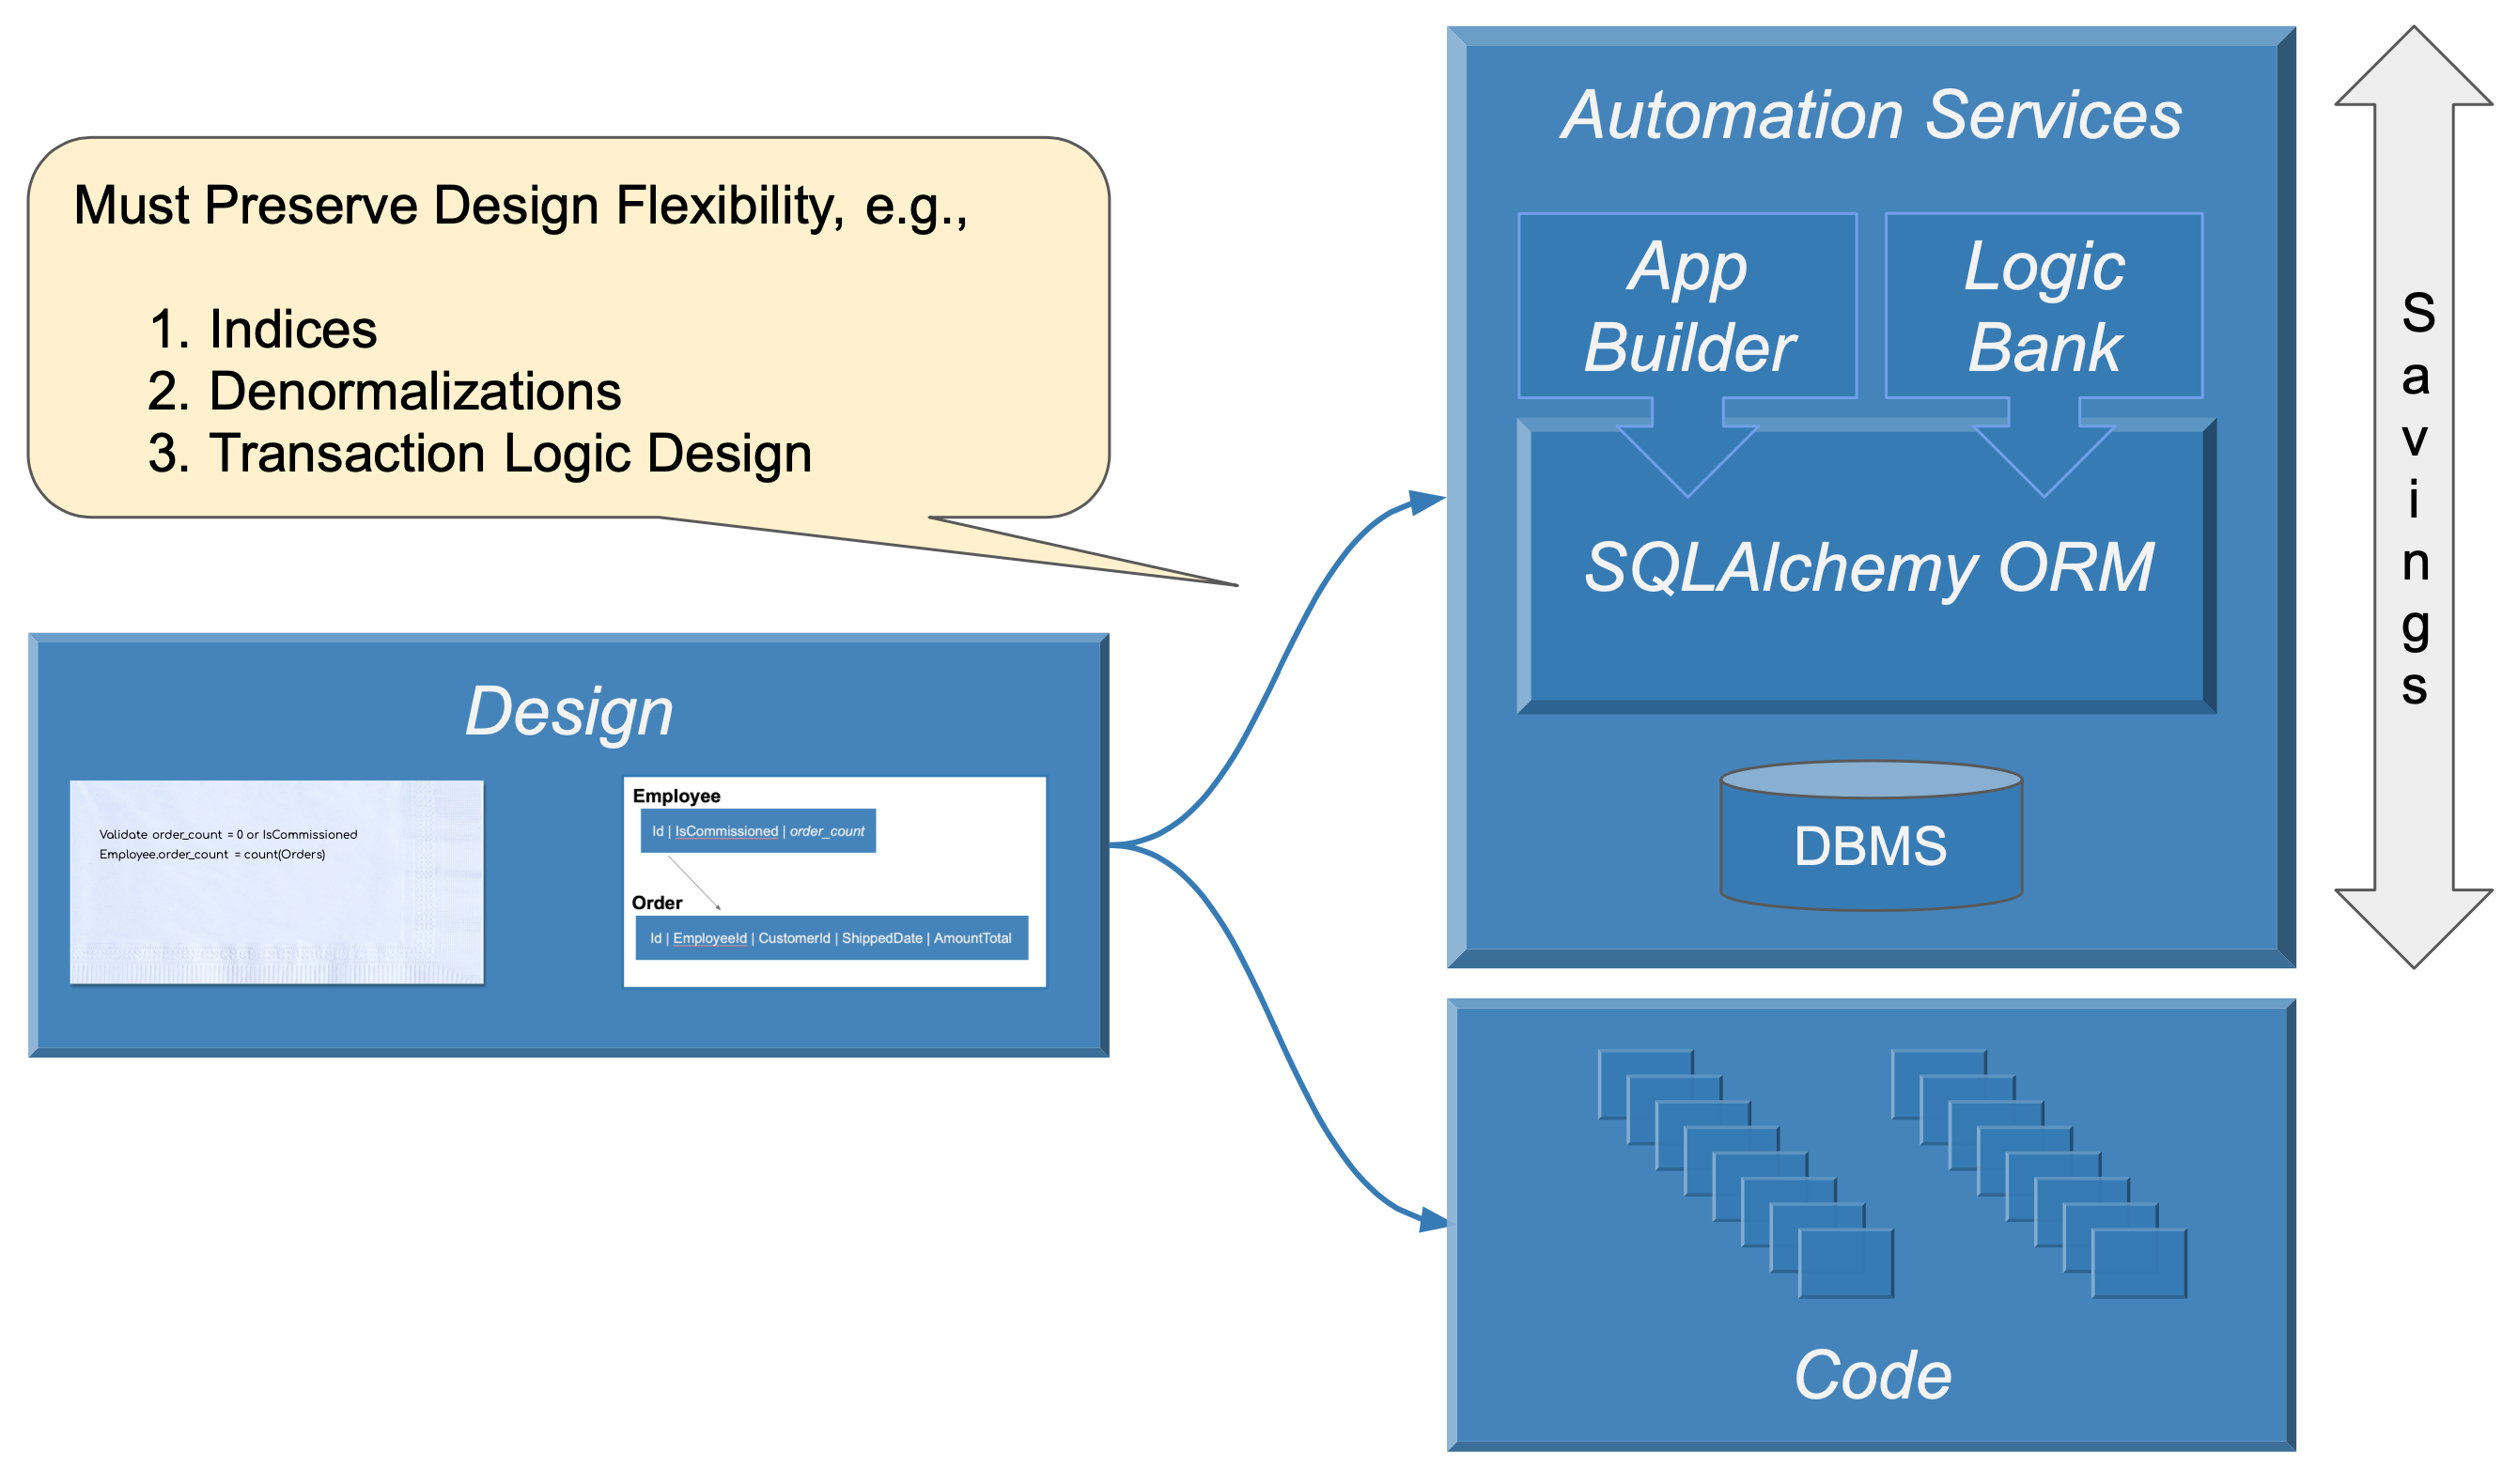 Must Preserve Design Flexibility, e.g.,
1. Indices
2. Denormalizations
3. Transaction Logic Design
Design
Validate order_count = 0 or IsCommissioned
Employee.order_count = count(Orders)
Employee
Id | IsCommissioned | order_count
Order
Id | EmployeeId | CustomerId | ShippedDate | AmountTotal
Automation Services
App
Builder
Logic
Bank
SQLAlchemy ORM
DBMS
Code
Savings